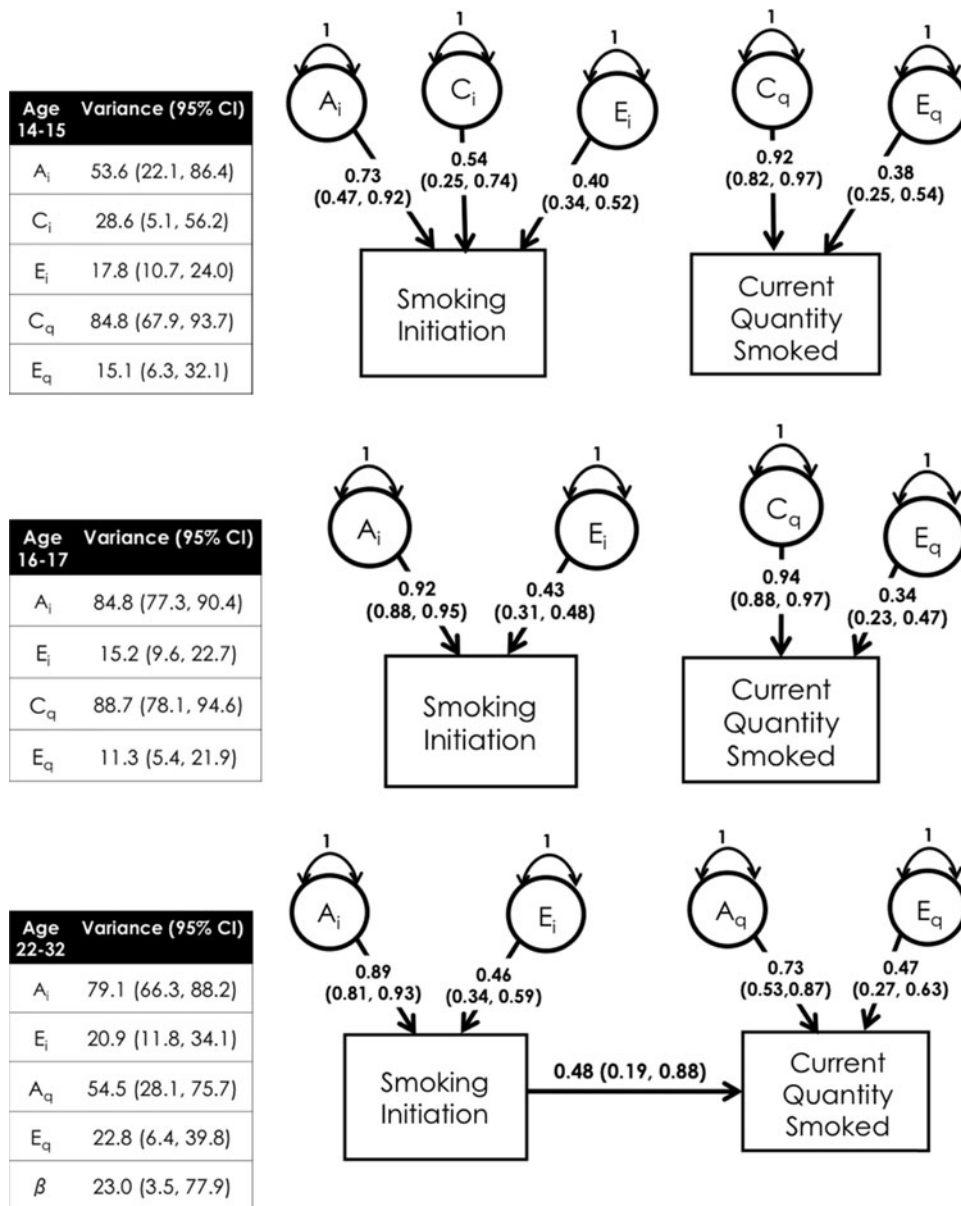 Age 14-15 Variance (95% CI)
Ai 53.6 (22.1, 86.4)
Ci 28.6 (5.1, 56.2)
Ei 17.8 (10.7, 24.0)
Cq 84.8 (67.9, 93.7)
Eq 15.1 (6.3, 32.1)
1
1
1
1
1
Ai
Ci
Ei
Cq
Eq
0.73
(0.47, 0.92)
0.54
(0.25, 0.74)
0.40
(0.34, 0.52)
0.92
(0.82, 0.97)
0.38
(0.25, 0.54)
Smoking
Initiation
Current
Quantity
Smoked
Age 16-17 Variance (95% CI)
Ai 84.8 (77.3, 90.4)
Ei 15.2 (9.6, 22.7)
Cq 88.7 (78.1, 94.6)
Eq 11.3 (5.4, 21.9)
1
1
1
1
Ai
Ei
Cq
Eq
0.92
(0.88, 0.95)
0.43
(0.31, 0.48)
0.94
(0.88, 0.97)
0.34
(0.23, 0.47)
Smoking
Initiation
Current
Quantity
Smoked
Age 22-32 Variance (95% CI)
Ai 79.1 (66.3, 88.2)
Ei 20.9 (11.8, 34.1)
Aq 54.5 (28.1, 75.7)
Eq 22.8 (6.4, 39.8)
β 23.0 (3.5, 77.9)
1
1
1
1
Ai
Ei
Aq
Eq
0.89
(0.81, 0.93)
0.46
(0.34, 0.59)
0.73
(0.53,0.87)
0.47
(0.27, 0.63)
Smoking
Initiation
0.48 (0.19, 0.88)
Current
Quantity
Smoked